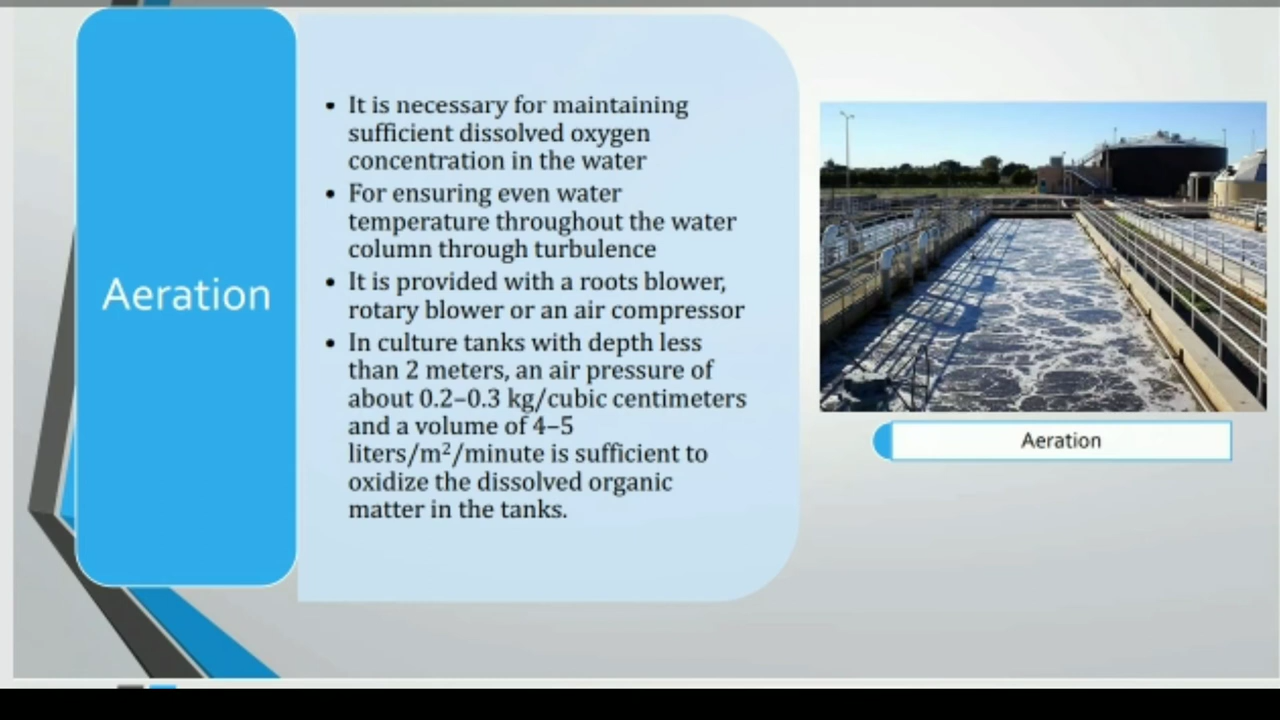 Aeration
• It is necessary for maintaining
sufficient dissolved oxygen
concentration in the water
• For ensuring even water
temperature throughout the water
column through turbulence
• It is provided with a roots blower,
rotary blower or an air compressor
• In culture tanks with depth less
than 2 meters, an air pressure of
about 0.2–0.3 kg/cubic centimeters
and a volume of 4–5
liters/m²/minute is sufficient to
oxidize the dissolved organic
matter in the tanks.
Aeration